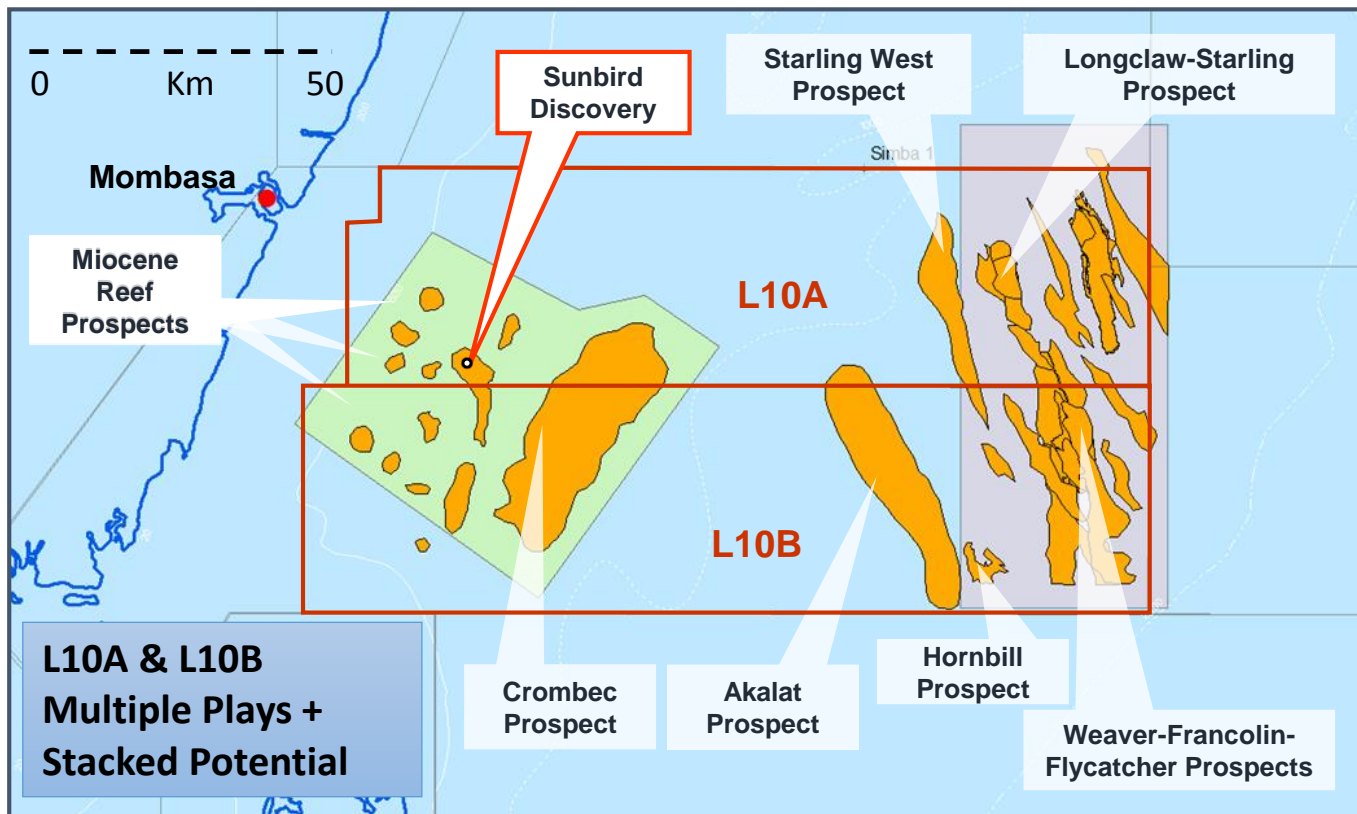 0 Km 50
Sunbird
Discovery
Starling West
Prospect
Longclaw-Starling
Prospect
Simba 1
Mombasa
Miocene
Reef
Prospects
L10A
L10B
L10A & L10B
Multiple Plays +
Stacked Potential
Crombec
Prospect
Akalat
Prospect
Hornbill
Prospect
Weaver-Francolin-
Flycatcher Prospects